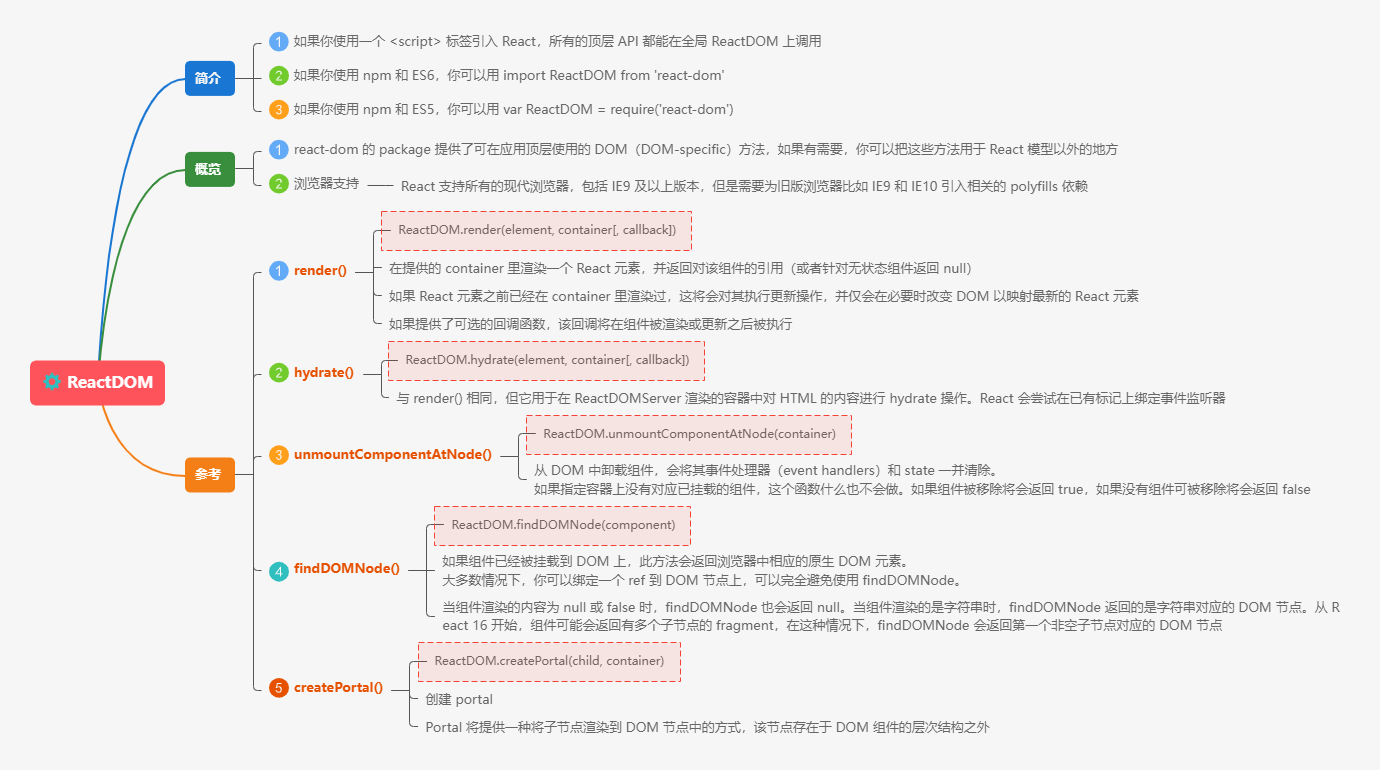 ReactDOM
简介
1 如果你使用一个 <script> 标签引入 React，所有的顶层 API 都能在全局 ReactDOM 上调用
2 如果你使用 npm 和 ES6，你可以用 import ReactDOM from 'react-dom'
3 如果你使用 npm 和 ES5，你可以用 var ReactDOM = require('react-dom')
概览
1 react-dom 的 package 提供了可在应用顶层使用的 DOM（DOM-specific）方法，如果有需要，你可以把这些方法用于 React 模型以外的地方
2 浏览器支持
React 支持所有的现代浏览器，包括 IE9 及以上版本，但是需要为旧版浏览器比如 IE9 和 IE10 引入相关的 polyfills 依赖
参考
1 render()
ReactDOM.render(element, container[, callback])
在提供的 container 里渲染一个 React 元素，并返回对该组件的引用（或者针对无状态组件返回 null）
如果 React 元素之前已经在 container 里渲染过，这将会对其执行更新操作，并仅会在必要时改变 DOM 以映射最新的 React 元素
如果提供了可选的回调函数，该回调将在组件被渲染或更新之后被执行
2 hydrate()
ReactDOM.hydrate(element, container[, callback])
与 render() 相同，但它用于在 ReactDOMServer 渲染的容器中对 HTML 的内容进行 hydrate 操作。React 会尝试在已有标记上绑定事件监听器
3 unmountComponentAtNode()
ReactDOM.unmountComponentAtNode(container)
从 DOM 中卸载组件，会将其事件处理器（event handlers）和 state 一并清除。
如果指定容器上没有对应已挂载的组件，这个函数什么也不会做。如果组件被移除将会返回 true，如果没有组件可被移除将会返回 false
4 findDOMNode()
ReactDOM.findDOMNode(component)
如果组件已经被挂载到 DOM 上，此方法会返回浏览器中相应的原生 DOM 元素。
大多数情况下，你可以绑定一个 ref 到 DOM 节点上，可以完全避免使用 findDOMNode。
当组件渲染的内容为 null 或 false 时，findDOMNode 也会返回 null。当组件渲染的是字符串时，findDOMNode 返回的是字符串对应的 DOM 节点。从 R
eact 16 开始，组件可能会返回有多个子节点的 fragment，在这种情况下，findDOMNode 会返回第一个非空子节点对应的 DOM 节点
5 createPortal()
ReactDOM.createPortal(child, container)
创建 portal
Portal 将提供一种将子节点渲染到 DOM 节点中的方式，该节点存在于 DOM 组件的层次结构之外